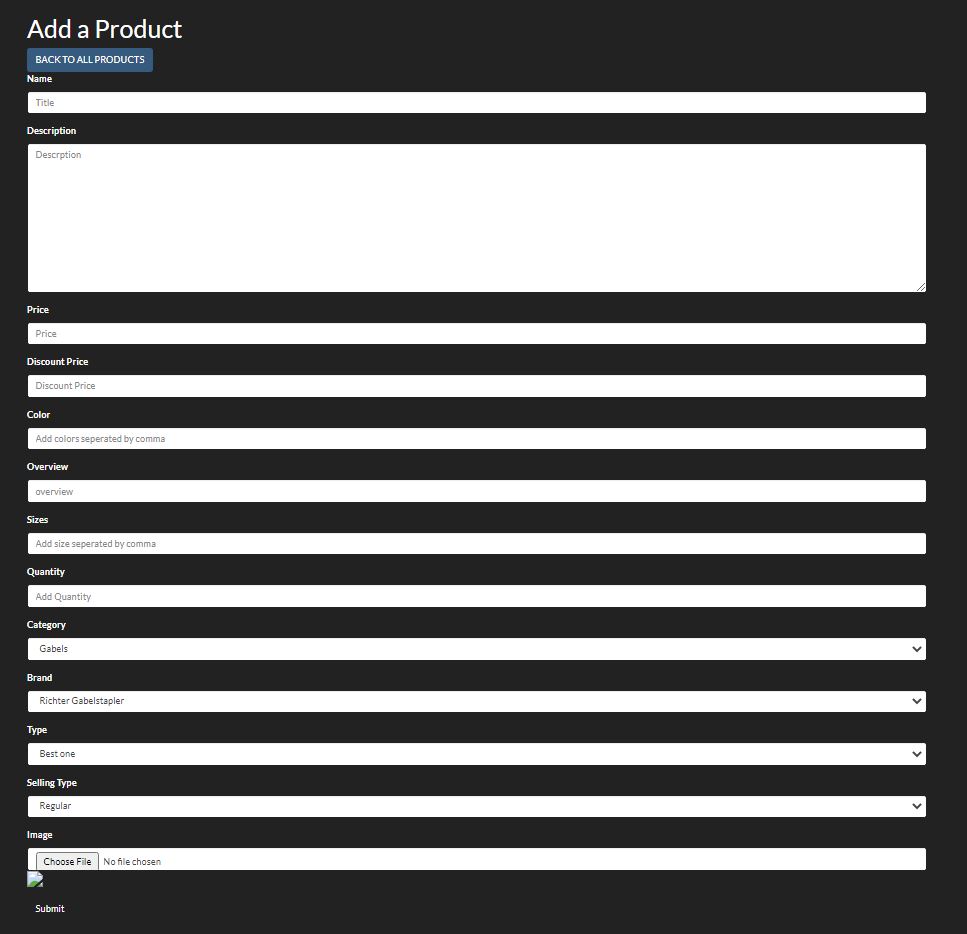 Add a Product
BACK TO ALL PRODUCTS
Name
Title
Description
Descrption
Price
Price
Discount Price
Discount Price
Color
Add colors seperated by comma
Overview
overview
Sizes
Add size seperated by comma
Quantity
Add Quantity
Category
Gabels
Brand
Richter Gabelstapler
Type
Best one
Selling Type
Regular
Image
Choose File No file chosen
Submit